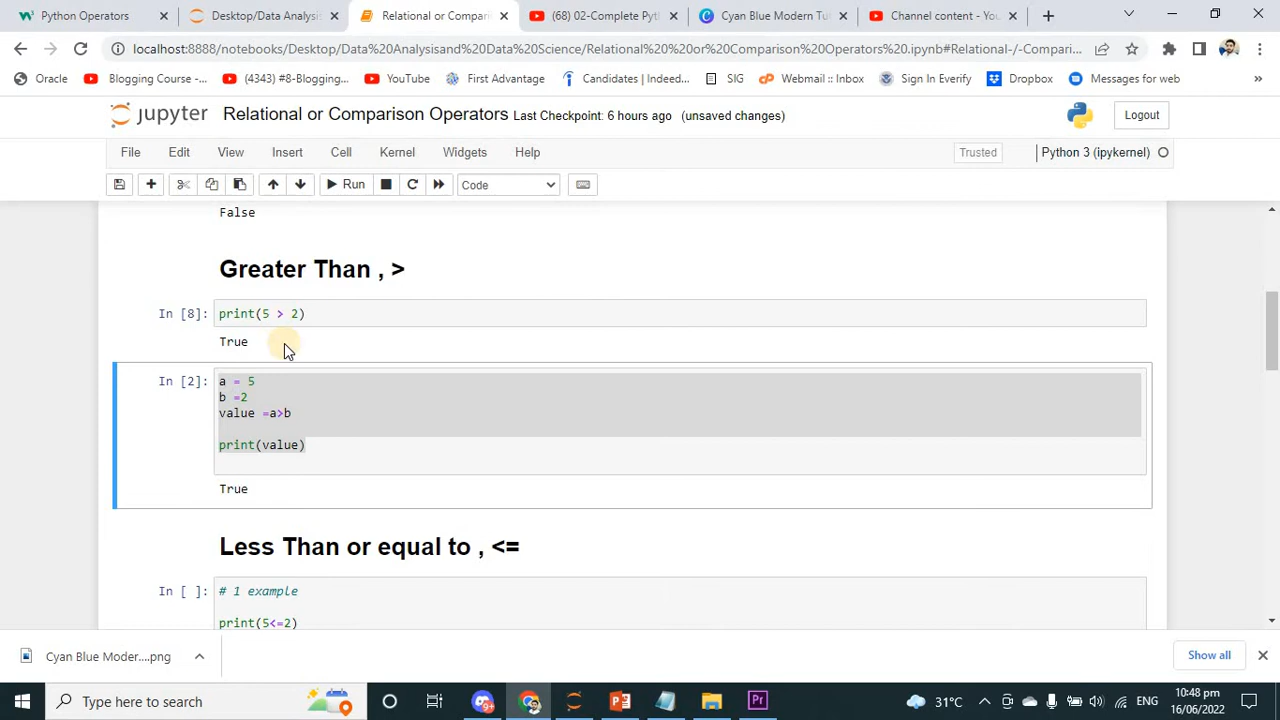 Python Operators
Desktop/Data Analysi
Relational or Compari
(68) 02-Complete Pyt
Cyan Blue Modern Tu
Channel content - You
localhost:8888/notebooks/Desktop/Data%20Analysisand%20Data%20Science/Relational%20%20or%20Comparison%20Operators%20.ipynb#Relational-/-Compari...
Oracle
Blogging Course -...
(4343) #8-Blogging...
YouTube
First Advantage
Candidates | Indeed...
SIG
Webmail :: Inbox
Sign In Everify
Dropbox
Messages for web
»
jupyter Relational or Comparison Operators Last Checkpoint: 6 hours ago (unsaved changes)
Logout
File Edit View Insert Cell Kernel Widgets Help
Trusted
Python 3 (ipykernel)
Run
Code
False
Greater Than , >
In [8]: print(5 > 2)
True
In [2]: a = 5
b =2
value =a>b
print(value)
True
Less Than or equal to , <=
In [ ]: # 1 example
print(5<=2)
Cyan Blue Moder....png
Show all
Type here to search
31°C
ENG
10:48 pm
16/06/2022